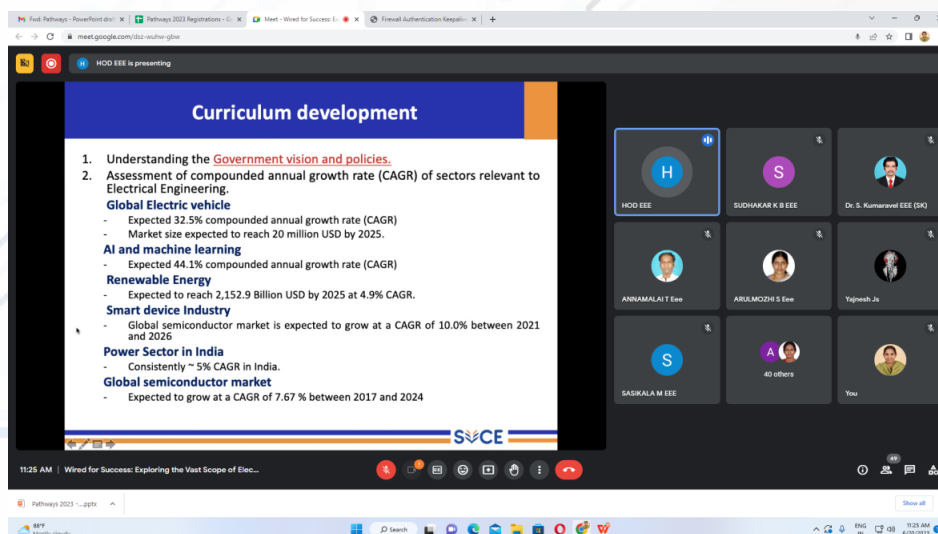 Fwd: Pathways - PowerPoint draf
Pathways 2023 Registrations - G
Meet - Wired for Success: E
Firewall Authentication Keepaliv
meet.google.com/dsz-wuhw-gbw
H HOD EEE is presenting
Curriculum development
1. Understanding the Government vision and policies.
2. Assessment of compounded annual growth rate (CAGR) of sectors relevant to
Electrical Engineering.
Global Electric vehicle
- Expected 32.5% compounded annual growth rate (CAGR)
- Market size expected to reach 20 million USD by 2025.
AI and machine learning
- Expected 44.1% compounded annual growth rate (CAGR)
Renewable Energy
- Expected to reach 2,152.9 Billion USD by 2025 at 4.9% CAGR.
Smart device Industry
- Global semiconductor market is expected to grow at a CAGR of 10.0% between 2021
and 2026
Power Sector in India
- Consistently ~ 5% CAGR in India.
Global semiconductor market
- Expected to grow at a CAGR of 7.67 % between 2017 and 2024
SVCE
H
HOD EEE
S
SUDHAKAR K B EEE
Dr. S. Kumaravel EEE (SK)
ANNAMALAI T Eee
ARULMOZHI S Eee
Yajnesh Js
S
SASIKALA M EEE
A
40 others
You
11:25 AM | Wired for Success: Exploring the Vast Scope of Elec...
49
Pathways 2023 -....pptx
Show all
88°F
Search
ENG
11:25 AM